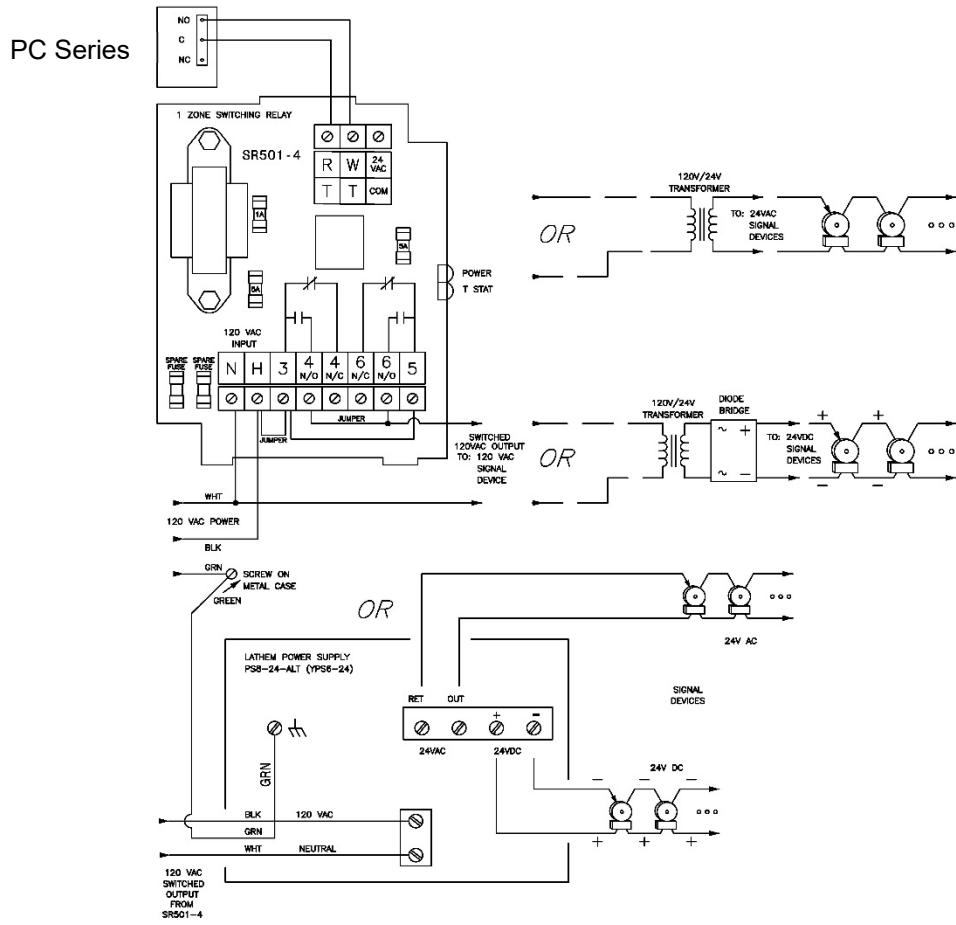 PC Series
NO
C
NC
1 ZONE SWITCHING RELAY
SR501-4
R W 24 VAC
T T COM
1A
5A
5A
POWER
T STAT
120 VAC
INPUT
SPARE FUSE
SPARE FUSE
N H 3 4 N/O 4 N/C 6 N/C 6 N/O 5
JUMPER
JUMPER
SWITCHED
120VAC OUTPUT
TO: 120 VAC
SIGNAL
DEVICE
WHT
120 VAC POWER
BLK
GRN
SCREW ON
METAL CASE
GREEN
OR
120V/24V
TRANSFORMER
TO: 24VAC
SIGNAL
DEVICES
OR
120V/24V
TRANSFORMER
DIODE
BRIDGE
~ +
~ −
TO: 24VDC
SIGNAL
DEVICES
+ +
− −
OR
24V AC
LATHEM POWER SUPPLY
PS8-24-ALT (YPS6-24)
RET OUT
+ −
24VAC 24VDC
SIGNAL
DEVICES
GRN
24V DC
− − −
+ + +
BLK 120 VAC
GRN
WHT NEUTRAL
120 VAC
SWITCHED
OUTPUT
FROM
SR501-4